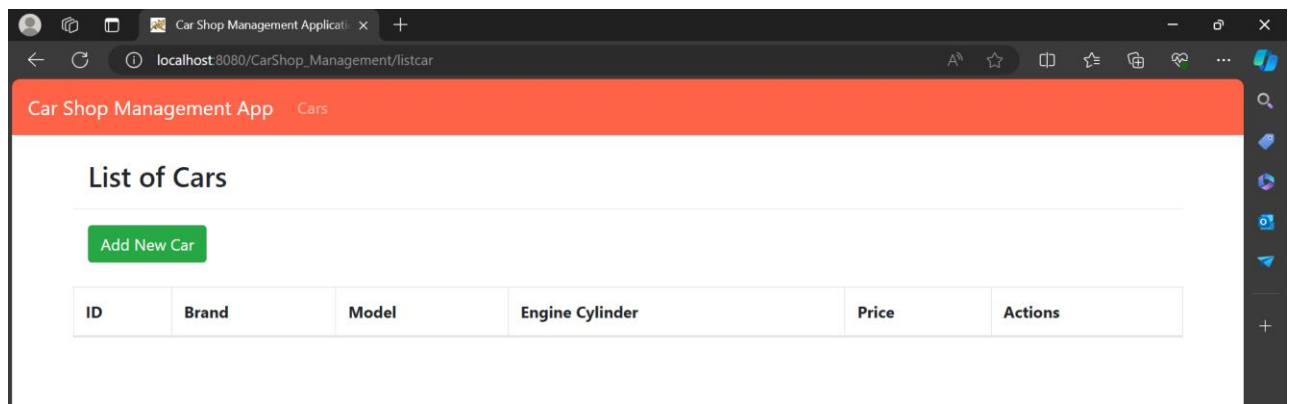 Car Shop Management Applicati
localhost:8080/CarShop_Management/listcar
Car Shop Management App Cars
List of Cars
Add New Car
ID Brand Model Engine Cylinder Price Actions